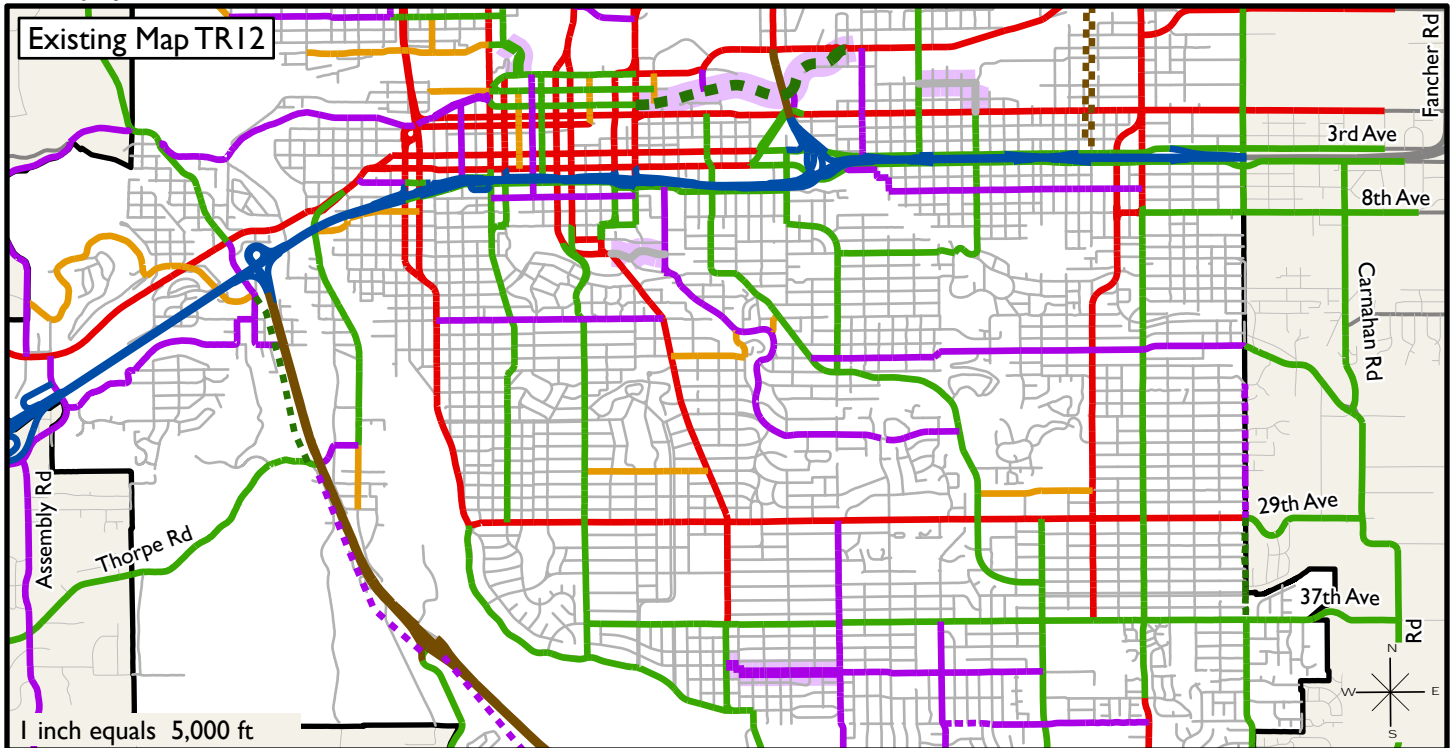 Existing Map TR12
Fancher Rd
3rd Ave
8th Ave
Carnahan Rd
Assembly Rd
Thorpe Rd
29th Ave
37th Ave
Rd
N
W
E
S
1 inch equals 5,000 ft